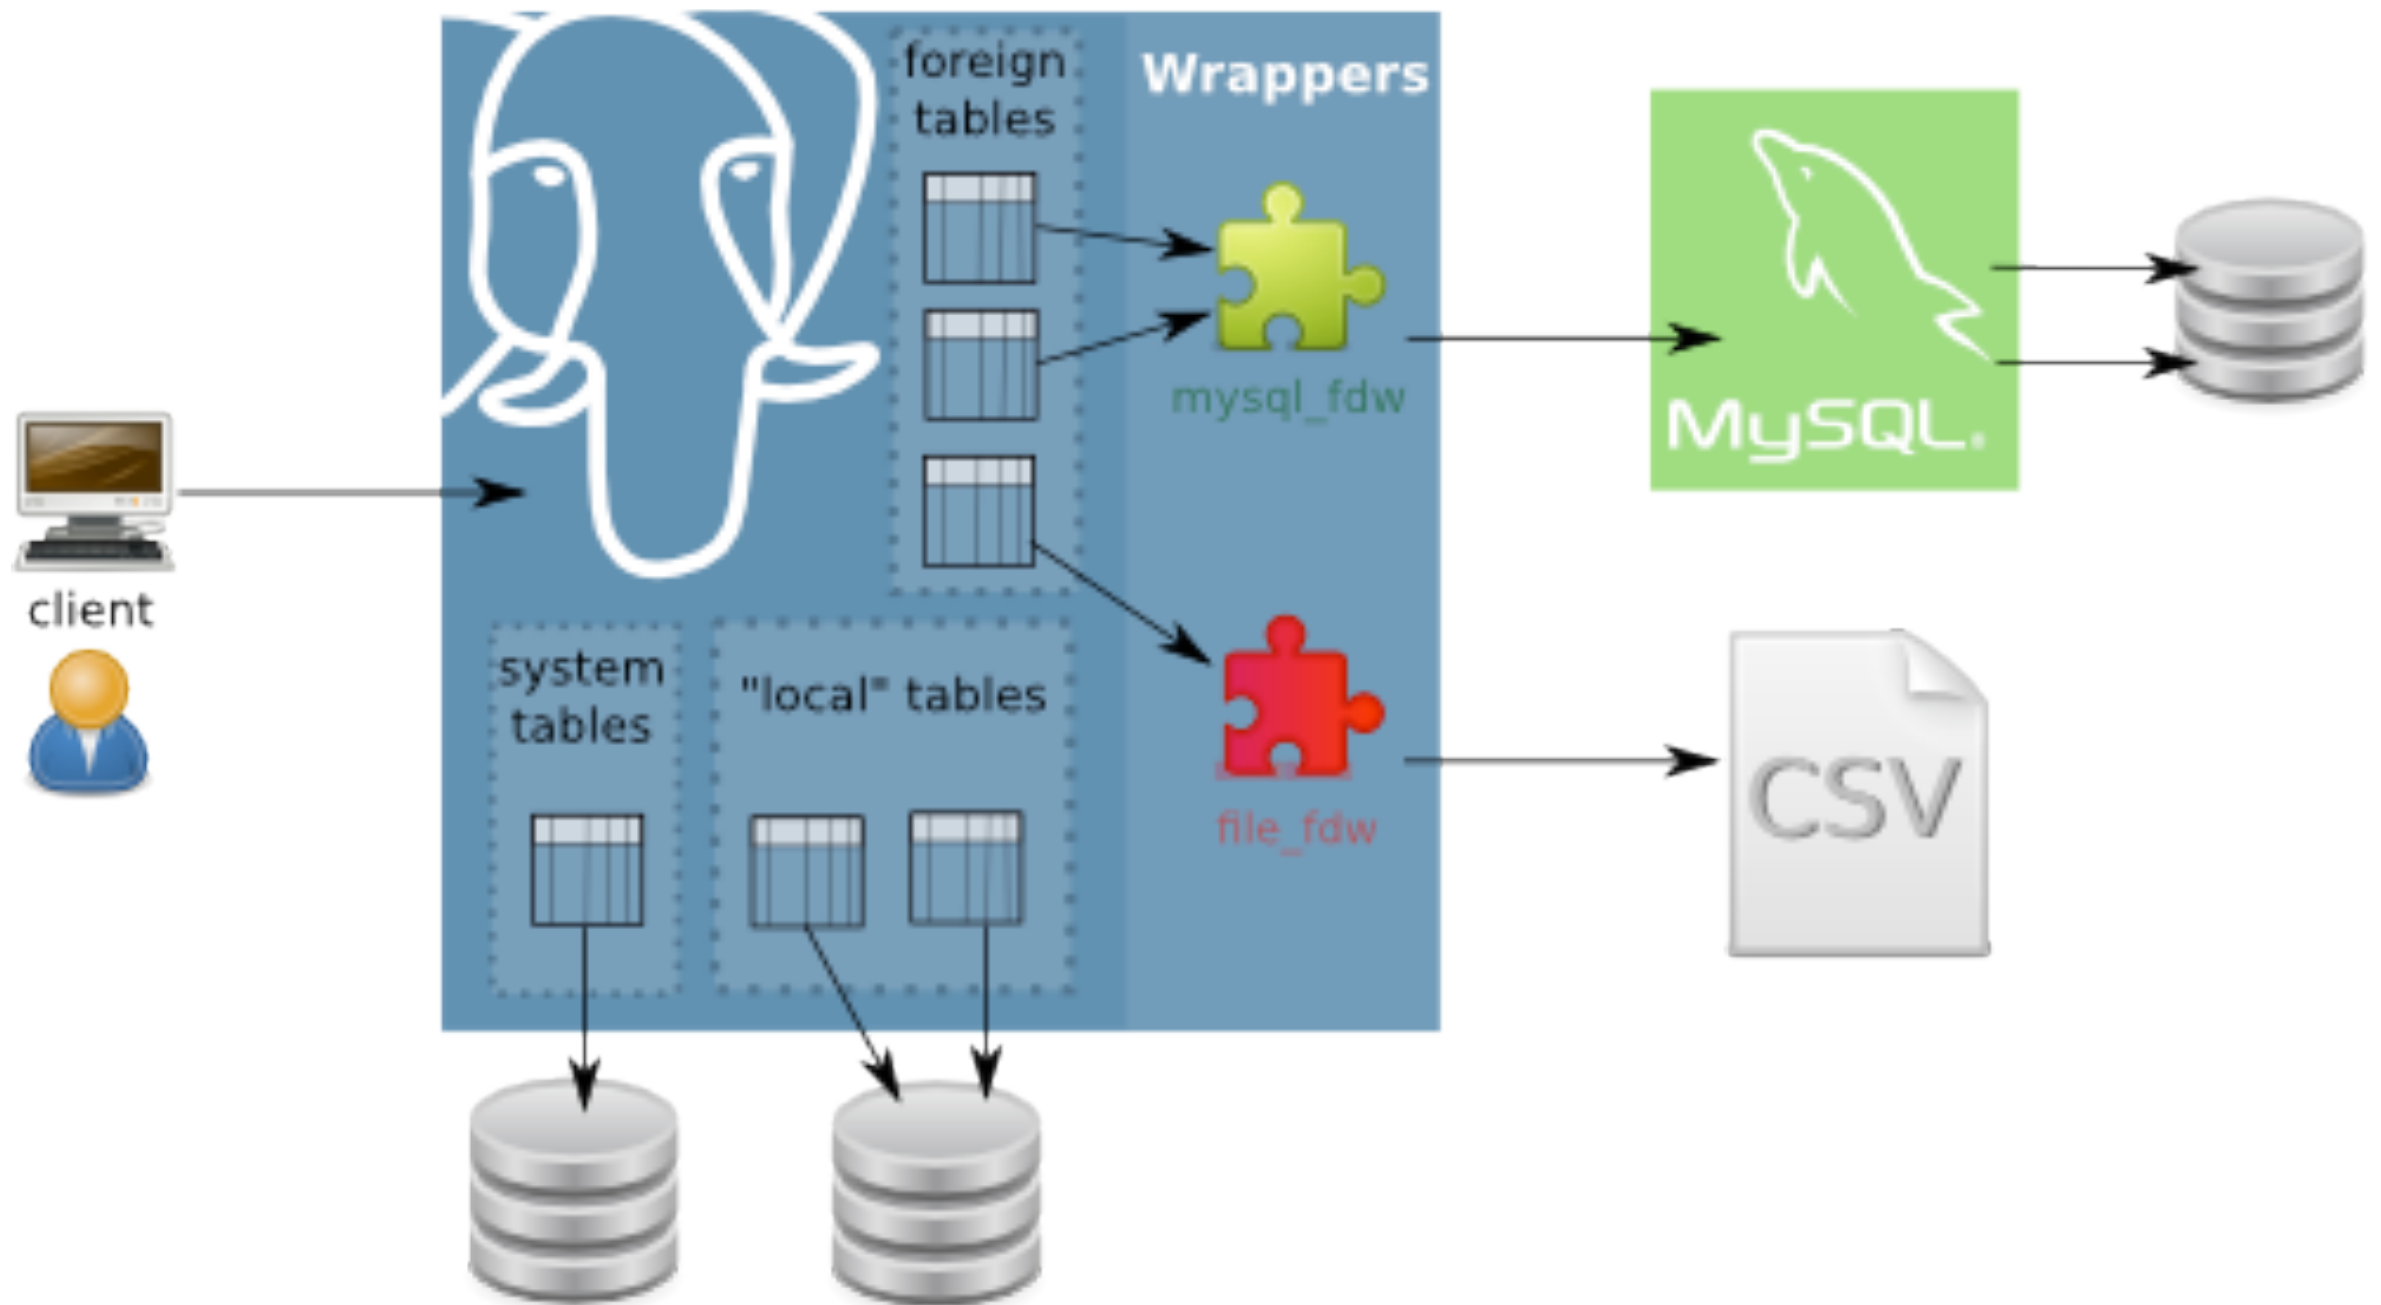 foreign
tables
Wrappers
mysql_fdw
MySQL®
client
system
tables
"local" tables
file_fdw
CSV